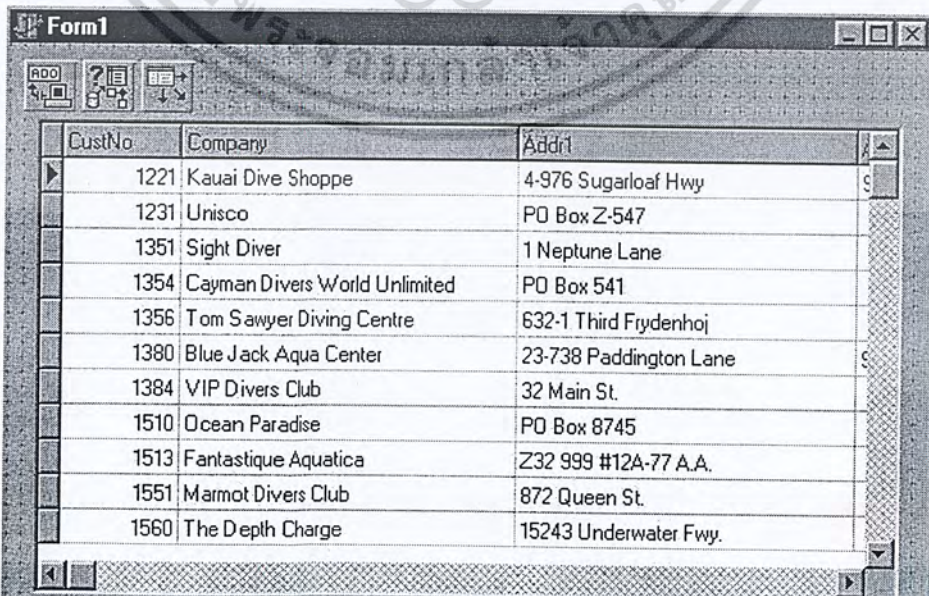 Form1
ADO
CustNo Company Addr1 A
1221 Kauai Dive Shoppe 4-976 Sugarloaf Hwy S
1231 Unisco PO Box Z-547
1351 Sight Diver 1 Neptune Lane
1354 Cayman Divers World Unlimited PO Box 541
1356 Tom Sawyer Diving Centre 632-1 Third Frydenhoj
1380 Blue Jack Aqua Center 23-738 Paddington Lane S
1384 VIP Divers Club 32 Main St.
1510 Ocean Paradise PO Box 8745
1513 Fantastique Aquatica Z32 999 #12A-77 A.A.
1551 Marmot Divers Club 872 Queen St.
1560 The Depth Charge 15243 Underwater Fwy.